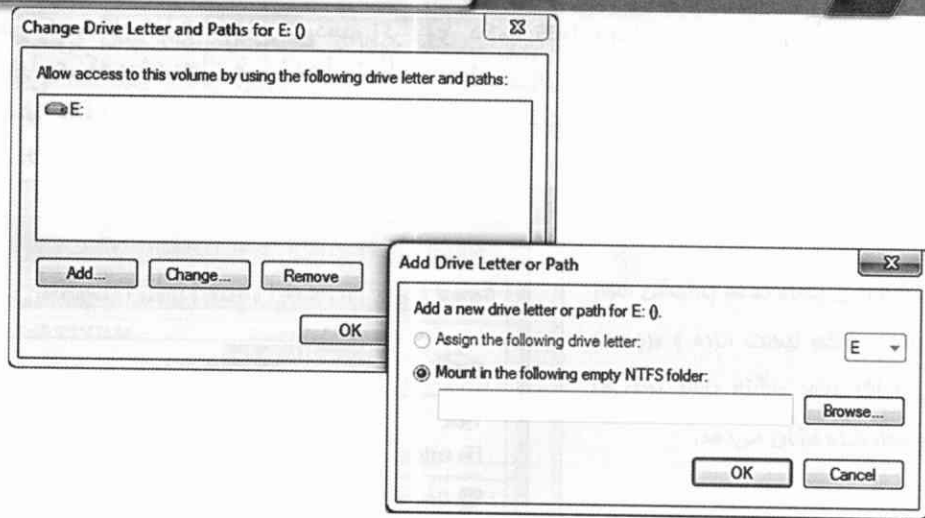 Change Drive Letter and Paths for E: ()
Allow access to this volume by using the following drive letter and paths:
E:
Add...
Change...
Remove
OK
Add Drive Letter or Path
Add a new drive letter or path for E: ().
Assign the following drive letter:
E
Mount in the following empty NTFS folder:
Browse...
OK
Cancel